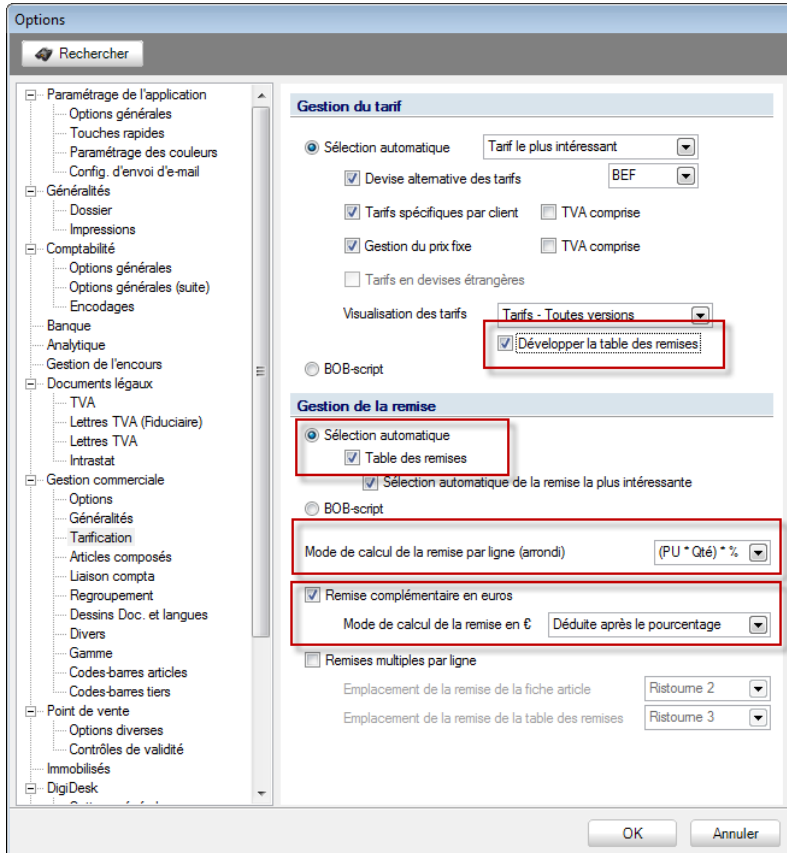 Options
Rechercher
Paramétrage de l'application
Options générales
Touches rapides
Paramétrage des couleurs
Config. d'envoi d'e-mail
Généralités
Dossier
Impressions
Comptabilité
Options générales
Options générales (suite)
Encodages
Banque
Analytique
Gestion de l'encours
Documents légaux
TVA
Lettres TVA (Fiduciaire)
Lettres TVA
Intrastat
Gestion commerciale
Options
Généralités
Tarification
Articles composés
Liaison compta
Regroupement
Dessins Doc. et langues
Divers
Gamme
Codes-barres articles
Codes-barres tiers
Point de vente
Options diverses
Contrôles de validité
Immobilisés
DigiDesk
Gestion du tarif
Sélection automatique Tarif le plus intéressant
Devise alternative des tarifs BEF
Tarifs spécifiques par client TVA comprise
Gestion du prix fixe TVA comprise
Tarifs en devises étrangères
Visualisation des tarifs Tarifs - Toutes versions
Développer la table des remises
BOB-script
Gestion de la remise
Sélection automatique
Table des remises
Sélection automatique de la remise la plus intéressante
BOB-script
Mode de calcul de la remise par ligne (arrondi) (PU * Qté) * %
Remise complémentaire en euros
Mode de calcul de la remise en € Déduite après le pourcentage
Remises multiples par ligne
Emplacement de la remise de la fiche article Ristourne 2
Emplacement de la remise de la table des remises Ristourne 3
OK Annuler